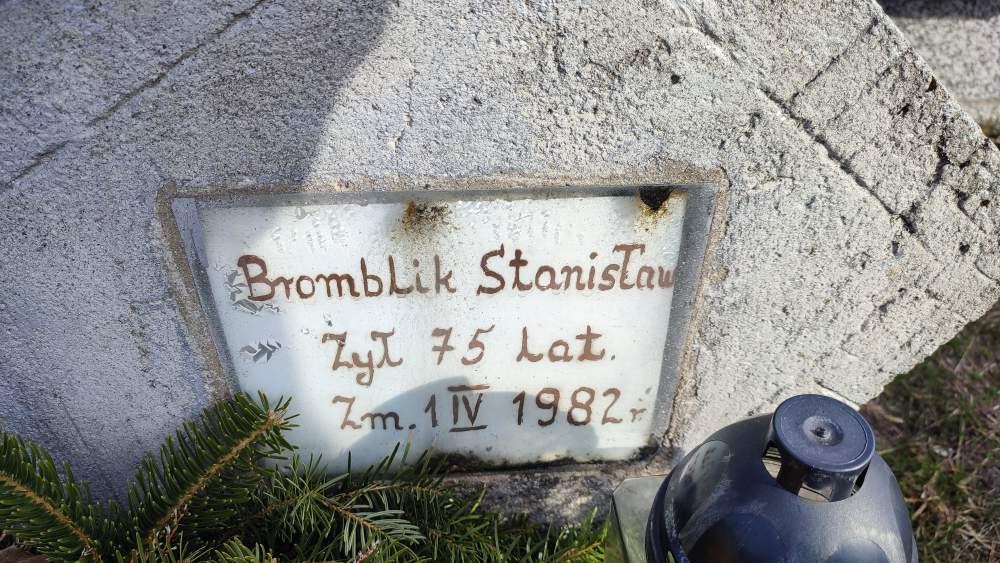 Bromblik Stanisław
Żył 75 Lat.
Zm. 1 IV 1982 r